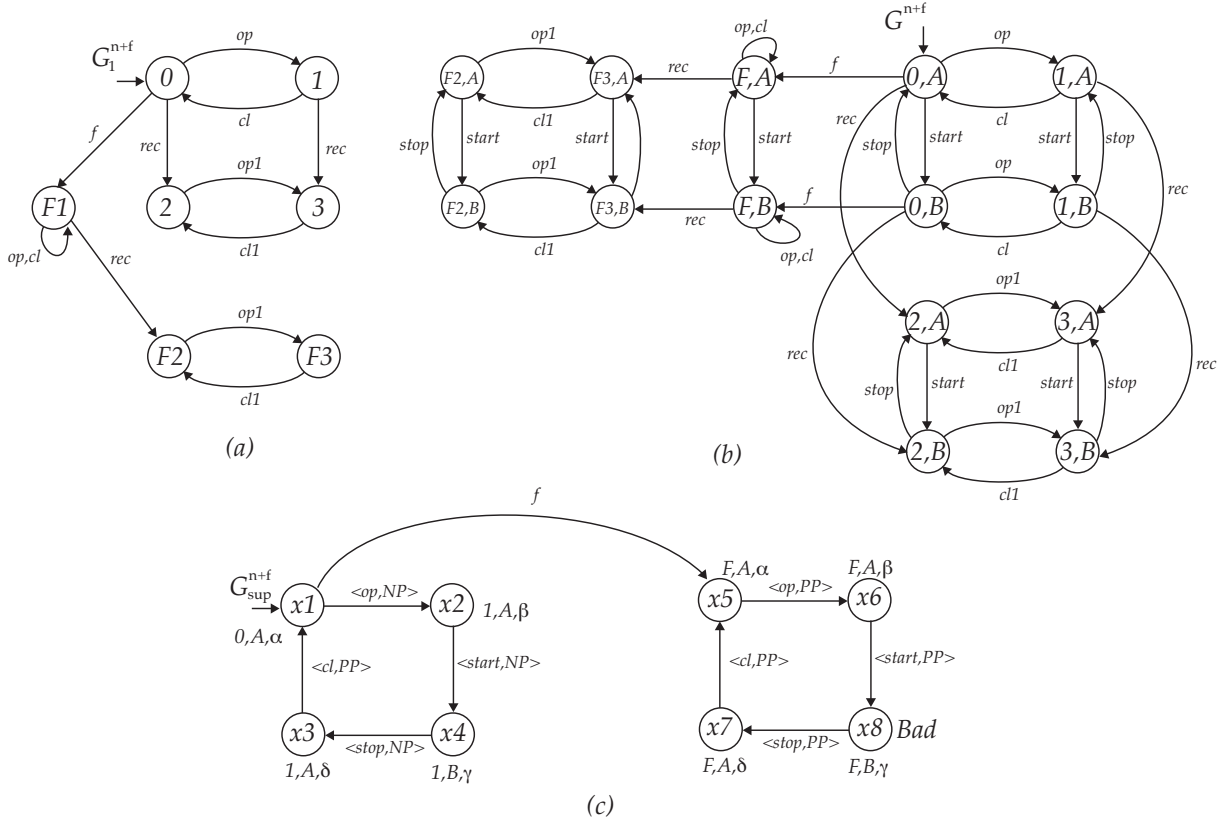 G_1^{n+f}
0
op
1
cl
f
rec
rec
F1
2
op1
3
cl1
op,cl
rec
F2
op1
F3
cl1
(a)
G^{n+f}
F2,A
op1
F3,A
cl1
rec
op,cl
F,A
f
0,A
op
1,A
cl
stop
start
start
stop
start
stop
start
start
stop
rec
rec
F2,B
op1
F3,B
cl1
rec
F,B
op,cl
f
0,B
op
1,B
cl
2,A
op1
3,A
cl1
rec
stop
start
start
stop
rec
2,B
op1
3,B
cl1
(b)
f
G_{sup}^{n+f}
x1
<op,NP>
x2
0,A,α
1,A,β
<cl,PP>
<start,NP>
x3
<stop,NP>
x4
1,A,δ
1,B,γ
F,A,α
F,A,β
x5
<op,PP>
x6
<cl,PP>
<start,PP>
x7
<stop,PP>
x8
Bad
F,A,δ
F,B,γ
(c)